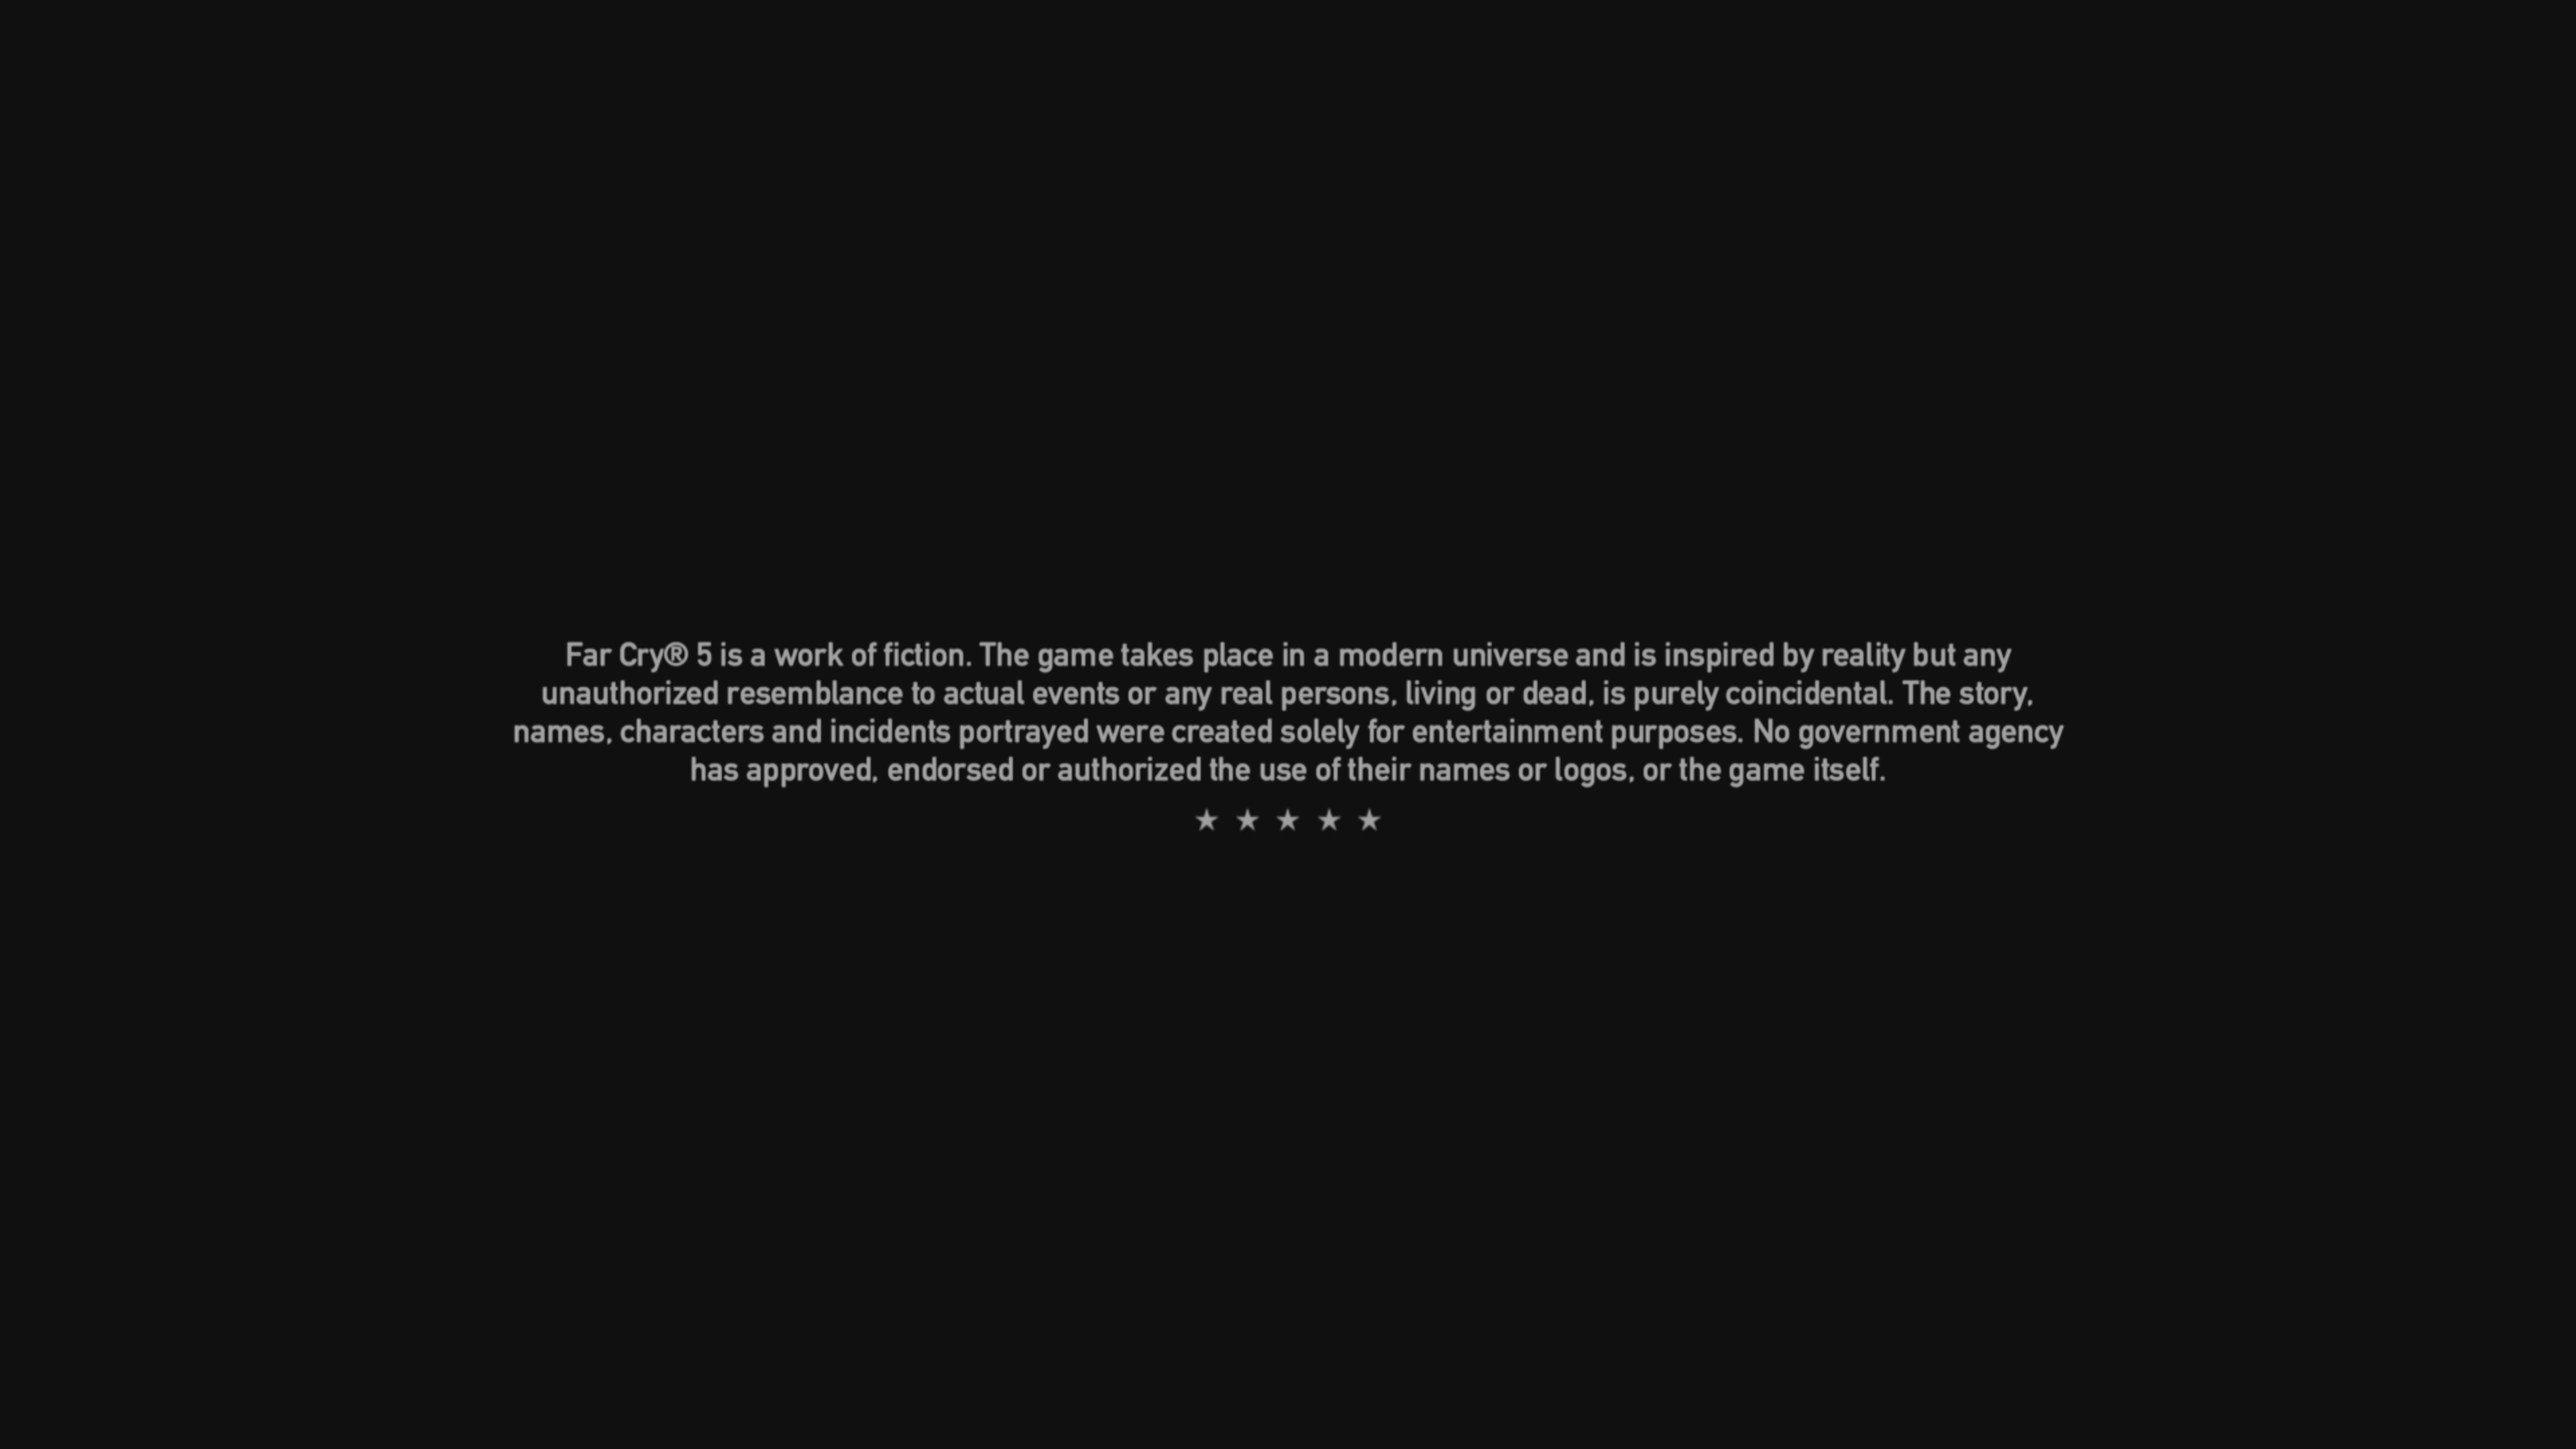 Far Cry® 5 is a work of fiction. The game takes place in a modern universe and is inspired by reality but any
unauthorized resemblance to actual events or any real persons, living or dead, is purely coincidental. The story,
names, characters and incidents portrayed were created solely for entertainment purposes. No government agency
has approved, endorsed or authorized the use of their names or logos, or the game itself.
★ ★ ★ ★ ★